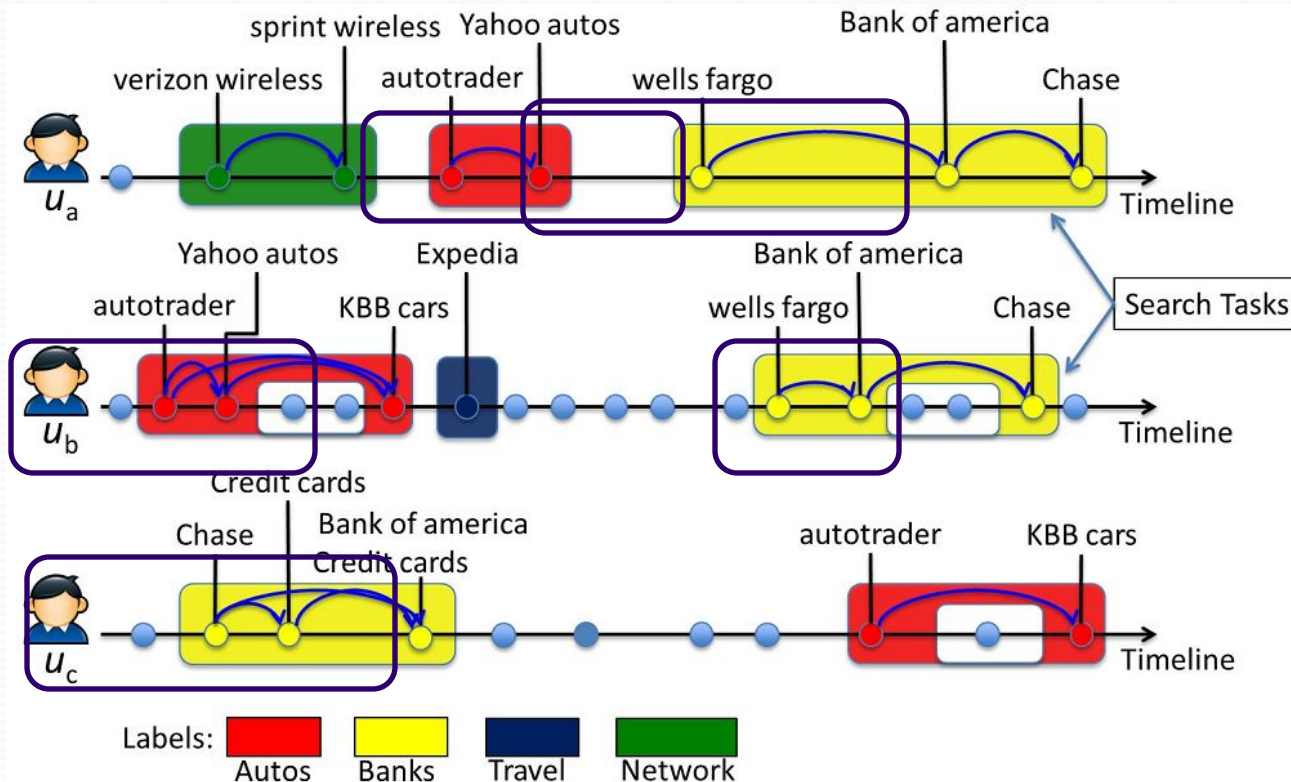 sprint wireless
Yahoo autos
Bank of america
verizon wireless
autotrader
wells fargo
Chase
ua
Timeline
Yahoo autos
Expedia
Bank of america
autotrader
KBB cars
wells fargo
Chase
Search Tasks
ub
Timeline
Credit cards
Chase
Bank of america
Credit cards
autotrader
KBB cars
uc
Timeline
Labels:
Autos
Banks
Travel
Network